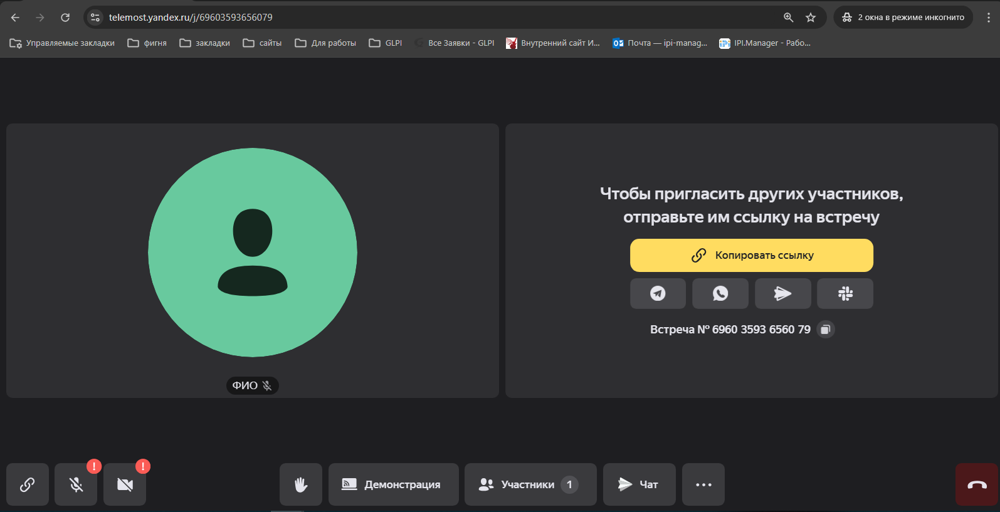 telemost.yandex.ru/j/69603593656079
2 окна в режиме инкогнито
Управляемые закладки
фигня
закладки
сайты
Для работы
GLPI
Все Заявки - GLPI
Внутренний сайт И...
Почта — ipi-manag...
IPI.Manager - Рабо...
Чтобы пригласить других участников,
отправьте им ссылку на встречу
Копировать ссылку
Встреча № 6960 3593 6560 79
ФИО
!
!
Демонстрация
Участники 1
Чат